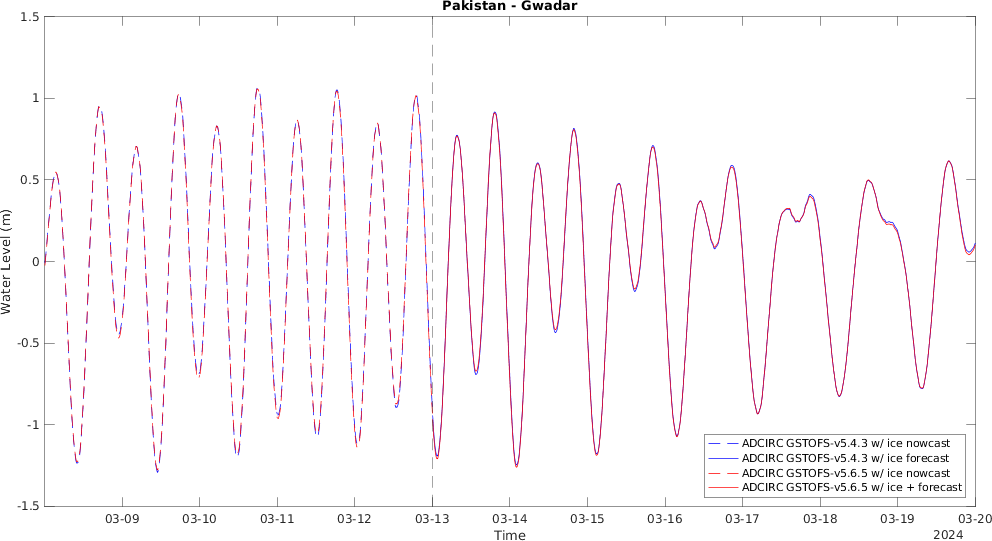 Pakistan - Gwadar
Water Level (m)
1.5
1
0.5
0
-0.5
-1
-1.5
ADCIRC GSTOFS-v5.4.3 w/ ice nowcast
ADCIRC GSTOFS-v5.4.3 w/ ice forecast
ADCIRC GSTOFS-v5.6.5 w/ ice nowcast
ADCIRC GSTOFS-v5.6.5 w/ ice + forecast
03-09 03-10 03-11 03-12 03-13 03-14 03-15 03-16 03-17 03-18 03-19 03-20
Time
2024